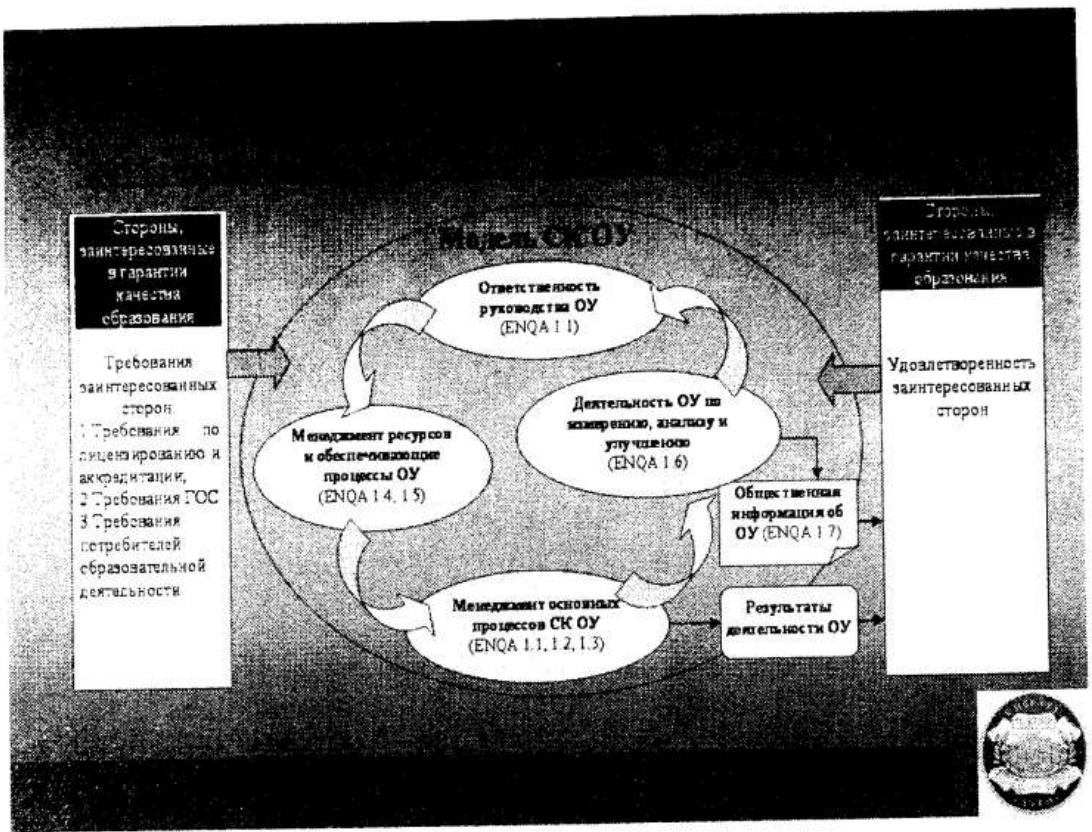 Стороны,
заинтересованные
в гарантии
качества
образования
Требования
заинтересованных
сторон
1 Требования по
лицензированию и
аккредитации,
2 Требования ГОС
3 Требования
потребителей
образовательной
деятельности
Модель СК ОУ
Ответственность
руководства ОУ
(ENQA 1 1)
Менеджмент ресурсов
и обеспечивающие
процессы ОУ
(ENQA 1 4, 1 5)
Деятельность ОУ по
измерению, анализу и
улучшению
(ENQA 1.6)
Общественная
информация об
ОУ (ENQA 1 7)
Менеджмент основных
процессов СК ОУ
(ENQA 1.1, 1.2, 1.3)
Результаты
деятельности ОУ
Стороны,
заинтересованные в
гарантии качества
образования
Удовлетворенность
заинтересованных
сторон